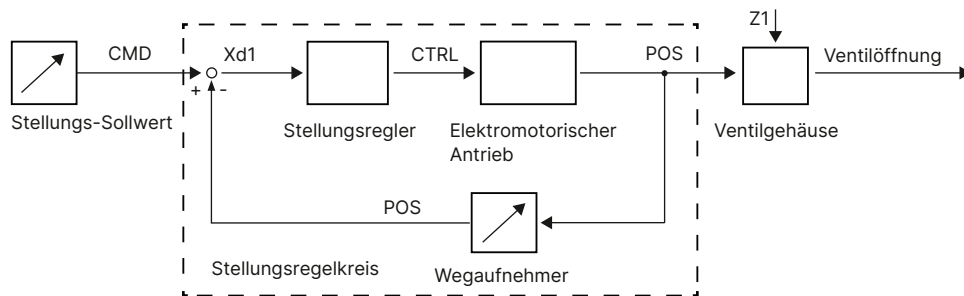 Z1
CMD
Xd1
CTRL
POS
Ventilöffnung
+ -
Stellungs-Sollwert
Stellungsregler
Elektromotorischer
Antrieb
Ventilgehäuse
POS
Stellungsregelkreis
Wegaufnehmer